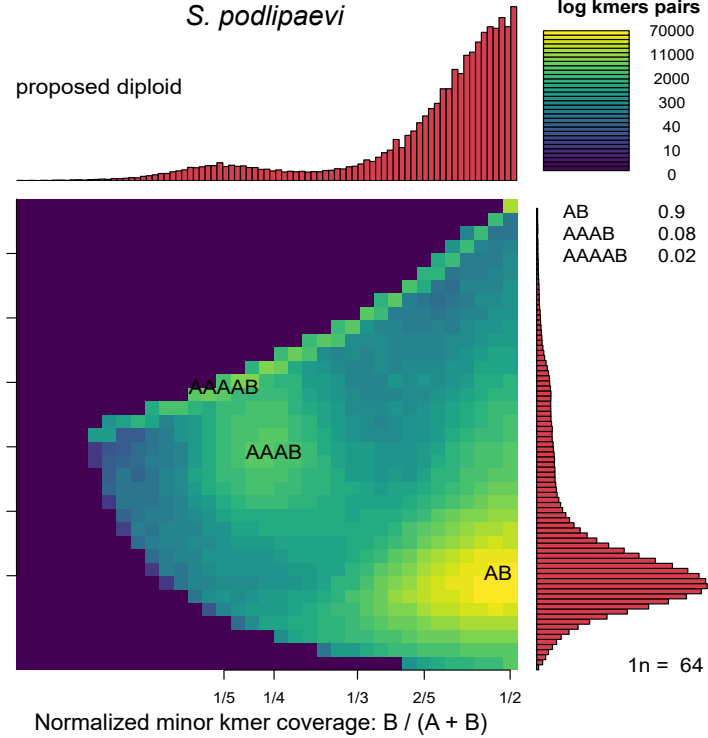 S. podlipaevi
log kmers pairs
proposed diploid
70000
11000
2000
300
40
10
0
AB 0.9
AAAB 0.08
AAAAB 0.02
AAAAB
AAAB
AB
1n = 64
1/5 1/4 1/3 2/5 1/2
Normalized minor kmer coverage: B / (A + B)